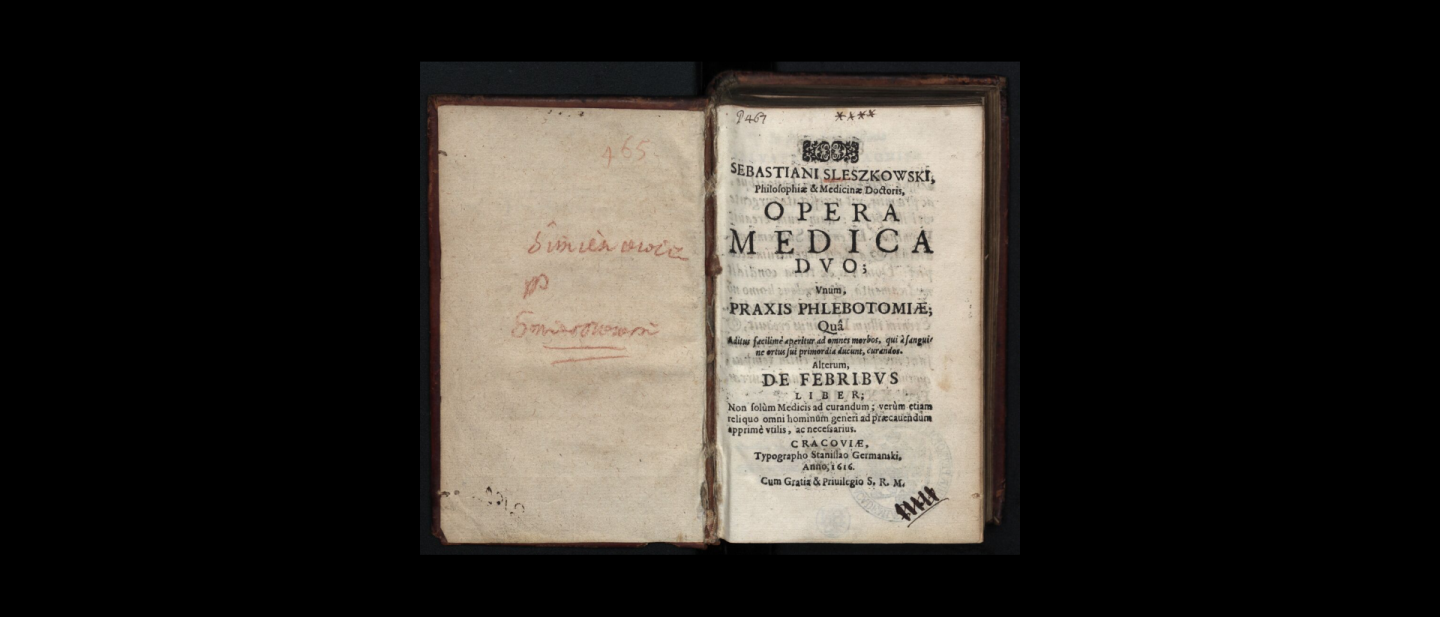 465
P467
SEBASTIANI SLESZKOWSKI,
Philoſophiæ & Medicinæ Doctoris,
OPERA
MEDICA
DVO;
Vnum,
PRAXIS PHLEBOTOMIÆ;
Quâ
Aditus facilimè aperitur ad omnes morbos, qui à ſangui-
ne ortus ſui primordia ducunt, curandos.
Alterum,
DE FEBRIBVS
LIBER;
Non ſolùm Medicis ad curandum; verùm etiam
reliquo omni hominum generi ad præcauendum
apprimè vtilis, ac neceſſarius.
CRACOVIÆ,
Typographo Staniſlao Germanski,
Anno, 1616.
Cum Gratia & Priuilegio S. R. M.